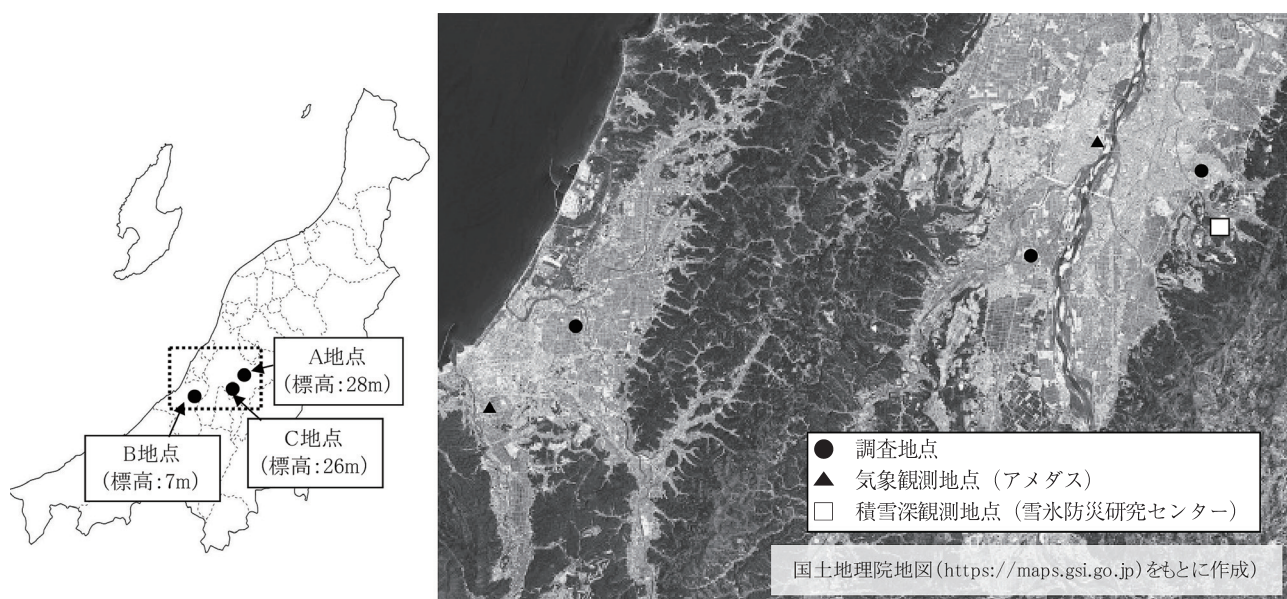 A地点
(標高:28m)
B地点
(標高:7m)
C地点
(標高:26m)
調査地点
気象観測地点（アメダス）
積雪深観測地点（雪氷防災研究センター）
国土地理院地図(https://maps.gsi.go.jp)をもとに作成）